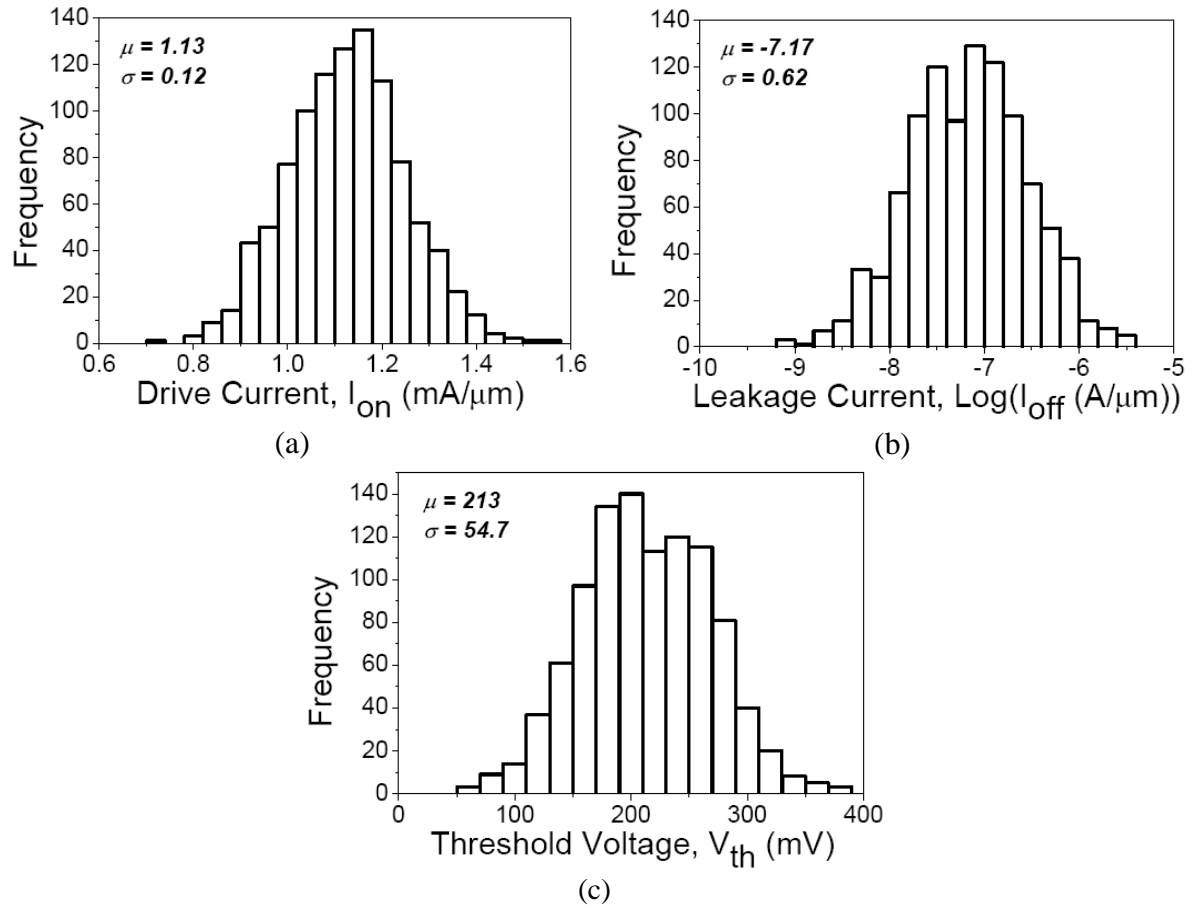 140
120
100
80
60
40
20
0
Frequency
μ = 1.13
σ = 0.12
0.6 0.8 1.0 1.2 1.4 1.6
Drive Current, Ion (mA/μm)
(a)
140
120
100
80
60
40
20
0
Frequency
μ = -7.17
σ = 0.62
-10 -9 -8 -7 -6 -5
Leakage Current, Log(Ioff (A/μm))
(b)
140
120
100
80
60
40
20
0
Frequency
μ = 213
σ = 54.7
0 100 200 300 400
Threshold Voltage, Vth (mV)
(c)